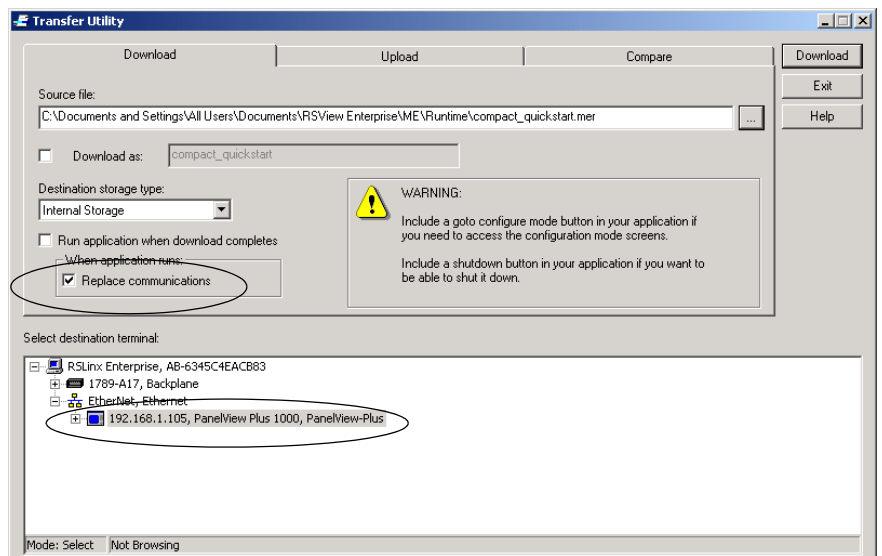 Transfer Utility
Download
Upload
Compare
Download
Exit
Help
Source file:
C:\Documents and Settings\All Users\Documents\RSView Enterprise\ME\Runtime\compact_quickstart.mer
...
Download as:
compact_quickstart
Destination storage type:
Internal Storage
Run application when download completes
When application runs:
Replace communications
WARNING:
Include a goto configure mode button in your application if
you need to access the configuration mode screens.
Include a shutdown button in your application if you want to
be able to shut it down.
Select destination terminal:
RSLinx Enterprise, AB-6345C4EACB83
1789-A17, Backplane
EtherNet, Ethernet
192.168.1.105, PanelView Plus 1000, PanelView-Plus
Mode: Select
Not Browsing